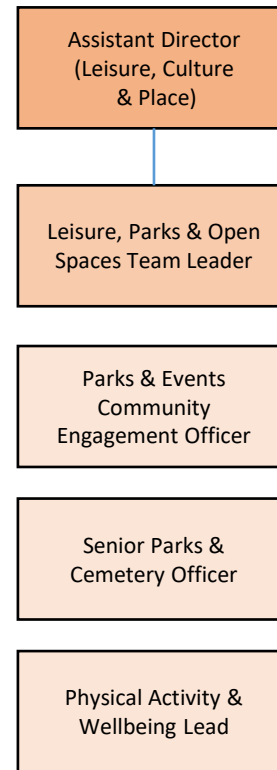 Assistant Director
(Leisure, Culture
& Place)
Leisure, Parks & Open
Spaces Team Leader
Parks & Events
Community
Engagement Officer
Senior Parks &
Cemetery Officer
Physical Activity &
Wellbeing Lead